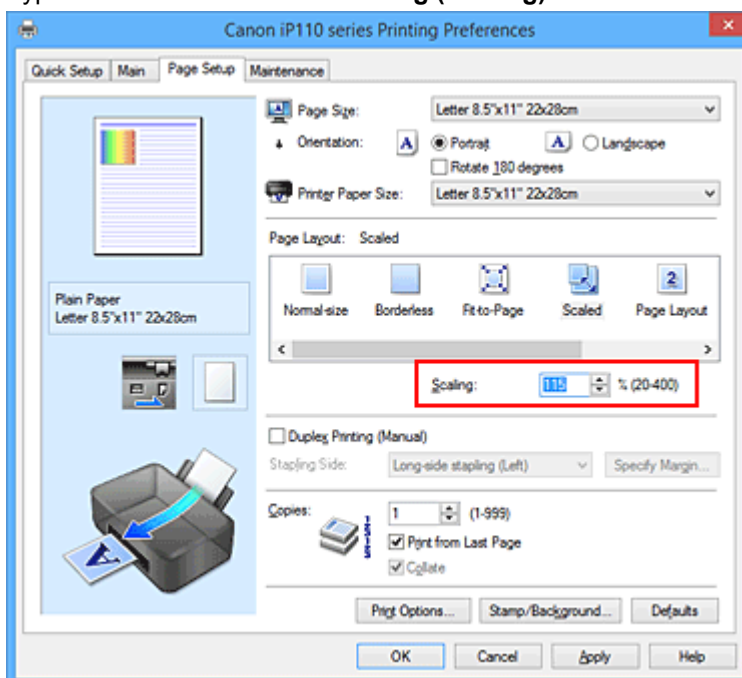 Scaling (Scaling)
Canon iP110 series Printing Preferences
Quick Setup Main Page Setup Maintenance
Page Size: Letter 8.5"x11" 22x28cm
Orientation: A Portrait A Landscape
Rotate 180 degrees
Printer Paper Size: Letter 8.5"x11" 22x28cm
Page Layout: Scaled
Normal-size Borderless Fit-to-Page Scaled 2 Page Layout
Plain Paper
Letter 8.5"x11" 22x28cm
Scaling: 115 % (20-400)
Duplex Printing (Manual)
Stapling Side: Long-side stapling (Left) Specify Margin...
Copies: 1 (1-999)
Print from Last Page
Collate
A
Print Options... Stamp/Background... Defaults
OK Cancel Apply Help